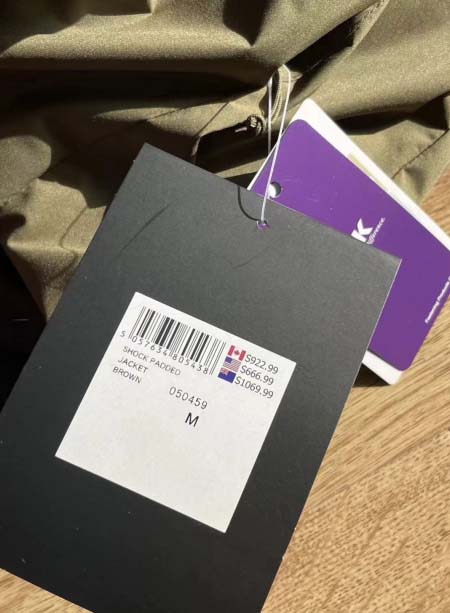 5 057634 805438
SHOCK PADDED
JACKET
BROWN
$922.99
$666.99
$1069.99
050459
M
K